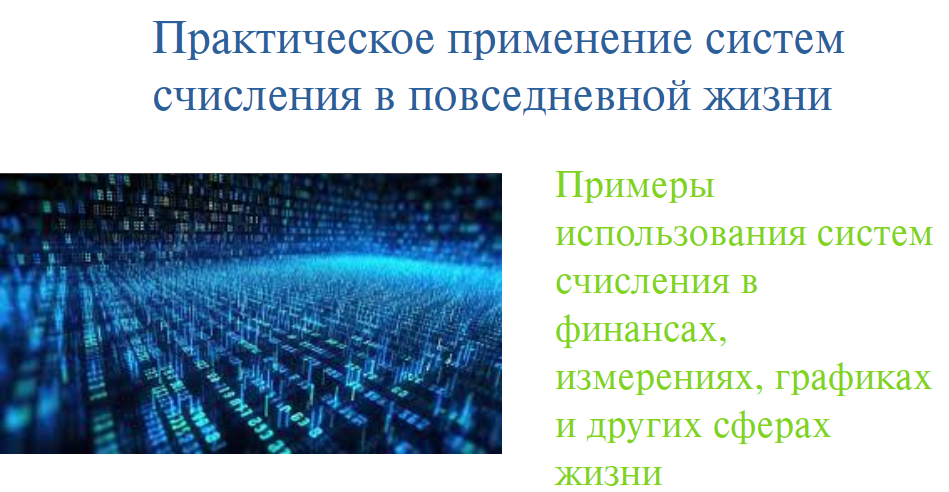 Практическое применение систем
счисления в повседневной жизни
Примеры
использования систем
счисления в
финансах,
измерениях, графиках
и других сферах
жизни